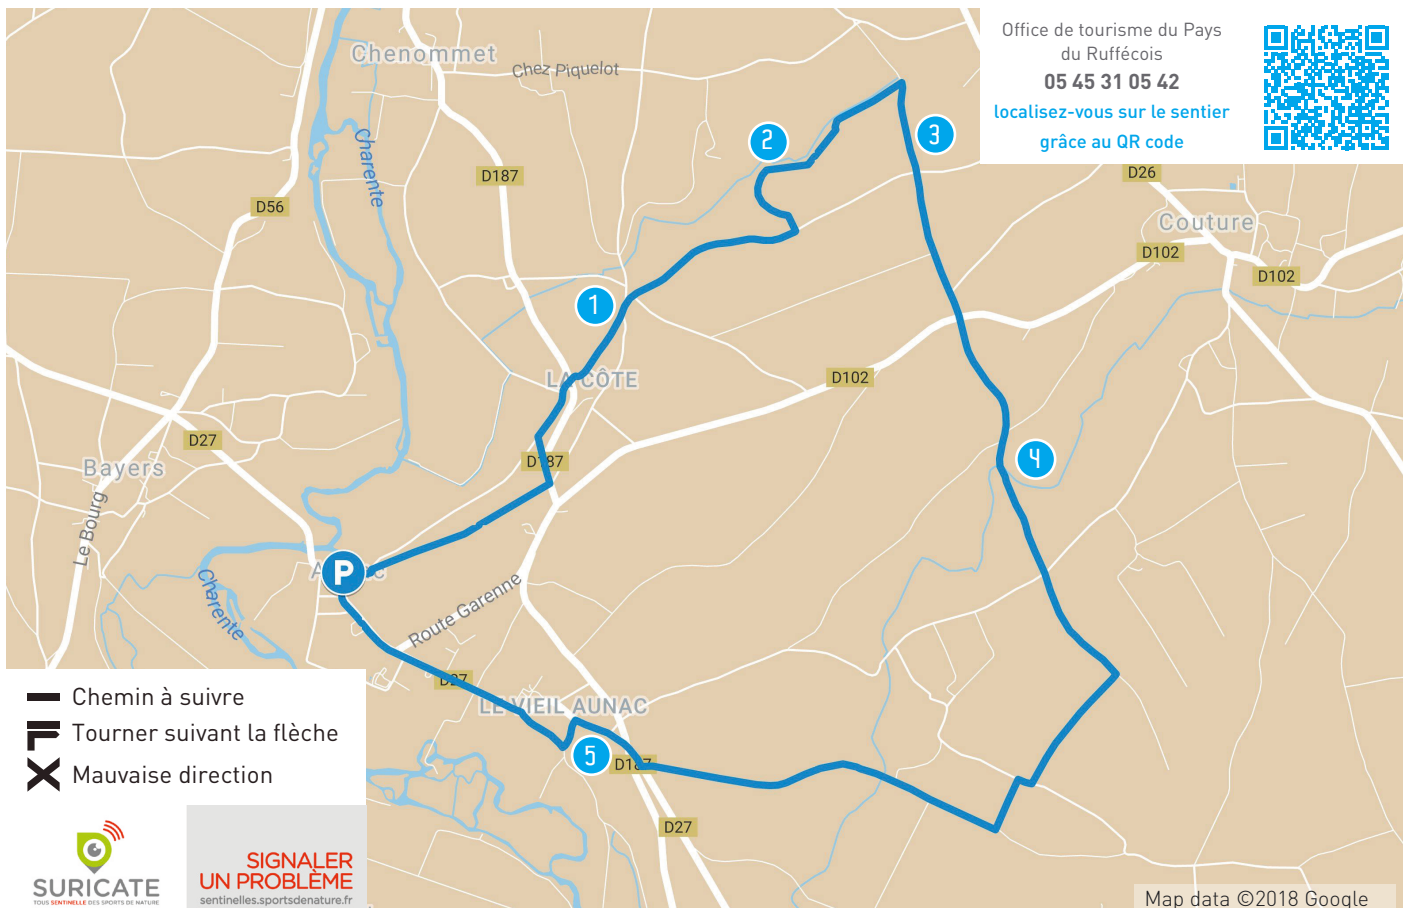 Office de tourisme du Pays
du Ruffécois
05 45 31 05 42
localisez-vous sur le sentier
grâce au QR code
Chenommet
Chez Piquelot
Charente
2
3
D187
D26
D56
Couture
D102
D102
1
LA CÔTE
D102
D27
D187
4
Bayers
Le Bourg
P
Charente
Route Garenne
D27
LE VIEIL AUNAC
5
D187
D27
Chemin à suivre
Tourner suivant la flèche
Mauvaise direction
SURICATE
TOUS SENTINELLE DES SPORTS DE NATURE
SIGNALER
UN PROBLÈME
sentinelles.sportsdenature.fr
Map data ©2018 Google